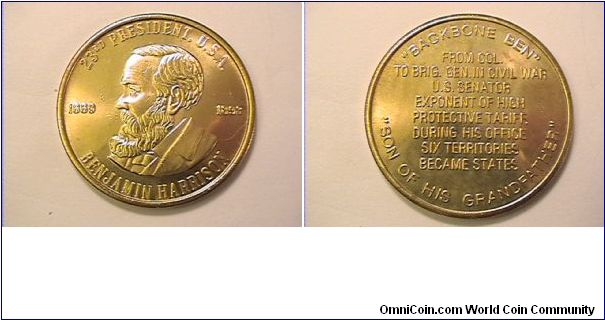 23RD PRESIDENT, U.S.A.
1889 1893
BENJAMIN HARRISON
"BACKBONE BEN"
FROM COL.
TO BRIG. GEN. IN CIVIL WAR
U.S. SENATOR
EXPONENT OF HIGH
PROTECTIVE TARIFF
DURING HIS OFFICE
SIX TERRITORIES
BECAME STATES
"SON OF HIS GRANDFATHER"
OmniCoin.com World Coin Community